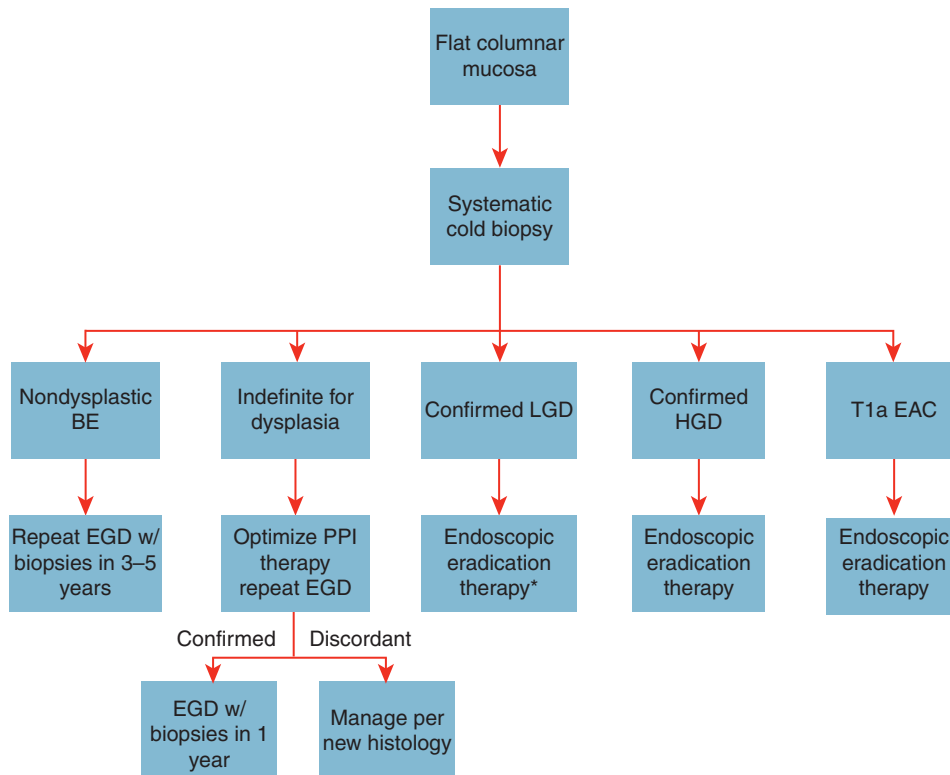 Flat columnar
mucosa
Systematic
cold biopsy
Nondysplastic
BE
Indefinite for
dysplasia
Confirmed LGD
Confirmed
HGD
T1a EAC
Repeat EGD w/
biopsies in 3–5
years
Optimize PPI
therapy
repeat EGD
Endoscopic
eradication
therapy*
Endoscopic
eradication
therapy
Endoscopic
eradication
therapy
Confirmed
Discordant
EGD w/
biopsies in 1
year
Manage per
new histology